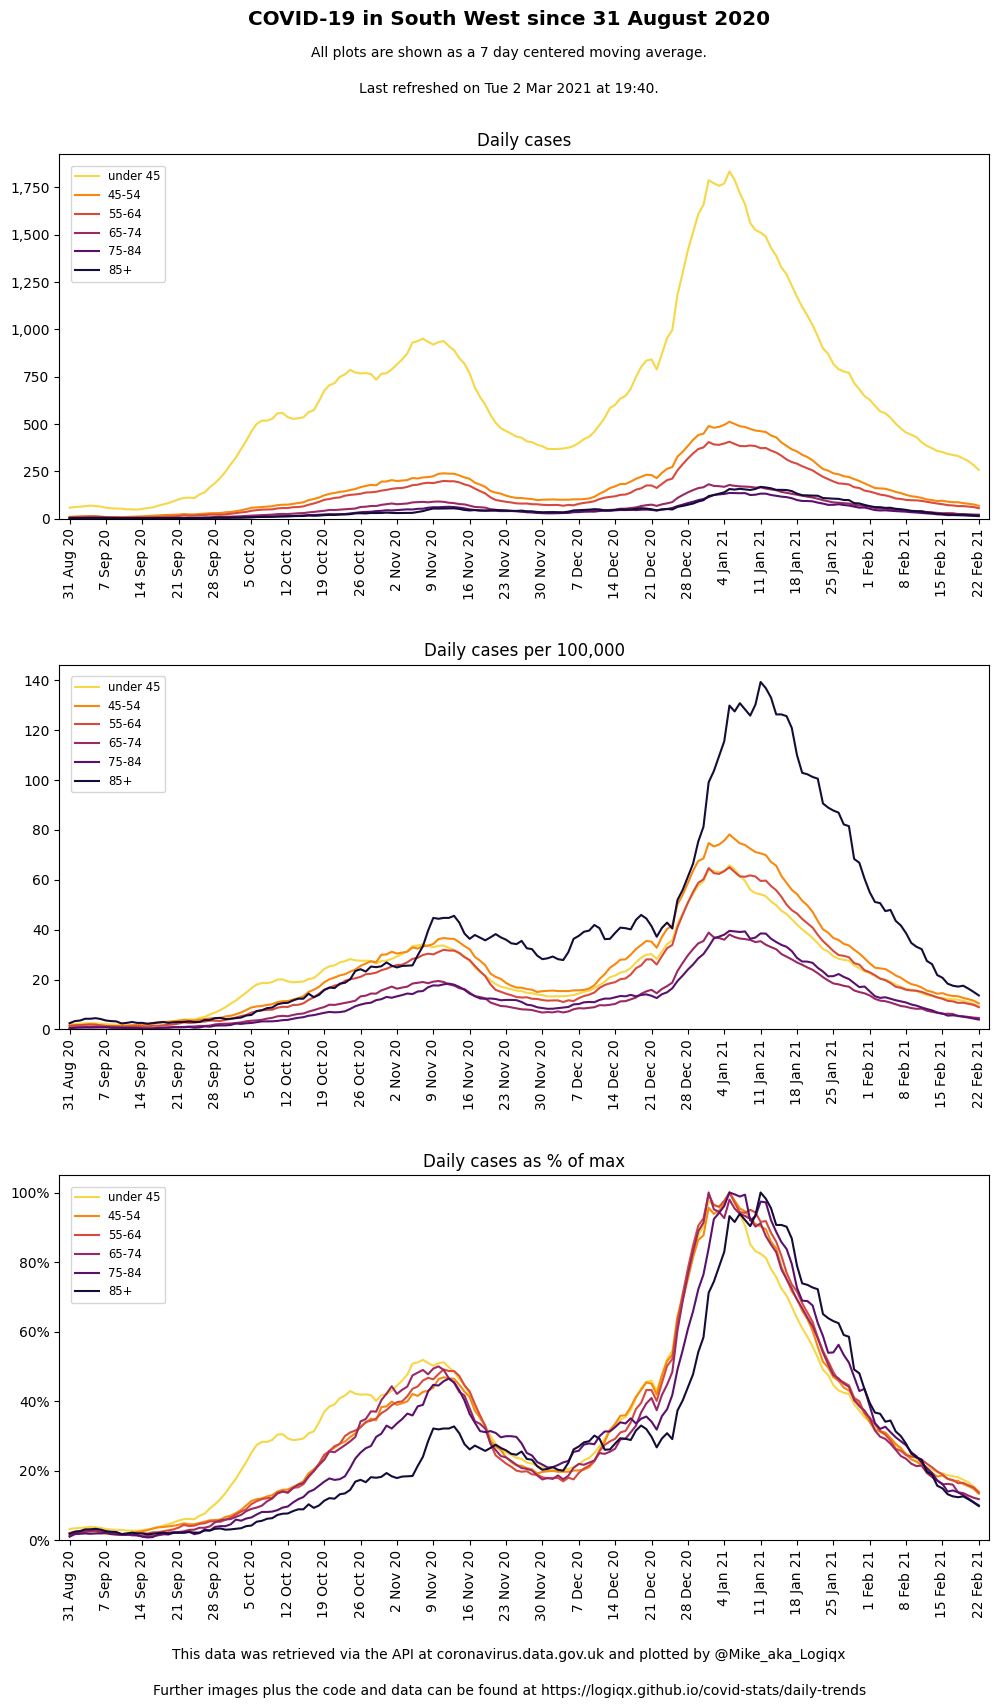 COVID-19 in South West since 31 August 2020
All plots are shown as a 7 day centered moving average.
Last refreshed on Tue 2 Mar 2021 at 19:40.
Daily cases
under 45
45-54
55-64
65-74
75-84
85+
1,750
1,500
1,250
1,000
750
500
250
0
31 Aug 20
7 Sep 20
14 Sep 20
21 Sep 20
28 Sep 20
5 Oct 20
12 Oct 20
19 Oct 20
26 Oct 20
2 Nov 20
9 Nov 20
16 Nov 20
23 Nov 20
30 Nov 20
7 Dec 20
14 Dec 20
21 Dec 20
28 Dec 20
4 Jan 21
11 Jan 21
18 Jan 21
25 Jan 21
1 Feb 21
8 Feb 21
15 Feb 21
22 Feb 21
Daily cases per 100,000
under 45
45-54
55-64
65-74
75-84
85+
140
120
100
80
60
40
20
0
31 Aug 20
7 Sep 20
14 Sep 20
21 Sep 20
28 Sep 20
5 Oct 20
12 Oct 20
19 Oct 20
26 Oct 20
2 Nov 20
9 Nov 20
16 Nov 20
23 Nov 20
30 Nov 20
7 Dec 20
14 Dec 20
21 Dec 20
28 Dec 20
4 Jan 21
11 Jan 21
18 Jan 21
25 Jan 21
1 Feb 21
8 Feb 21
15 Feb 21
22 Feb 21
Daily cases as % of max
under 45
45-54
55-64
65-74
75-84
85+
100%
80%
60%
40%
20%
0%
31 Aug 20
7 Sep 20
14 Sep 20
21 Sep 20
28 Sep 20
5 Oct 20
12 Oct 20
19 Oct 20
26 Oct 20
2 Nov 20
9 Nov 20
16 Nov 20
23 Nov 20
30 Nov 20
7 Dec 20
14 Dec 20
21 Dec 20
28 Dec 20
4 Jan 21
11 Jan 21
18 Jan 21
25 Jan 21
1 Feb 21
8 Feb 21
15 Feb 21
22 Feb 21
This data was retrieved via the API at coronavirus.data.gov.uk and plotted by @Mike_aka_Logiqx
Further images plus the code and data can be found at https://logiqx.github.io/covid-stats/daily-trends